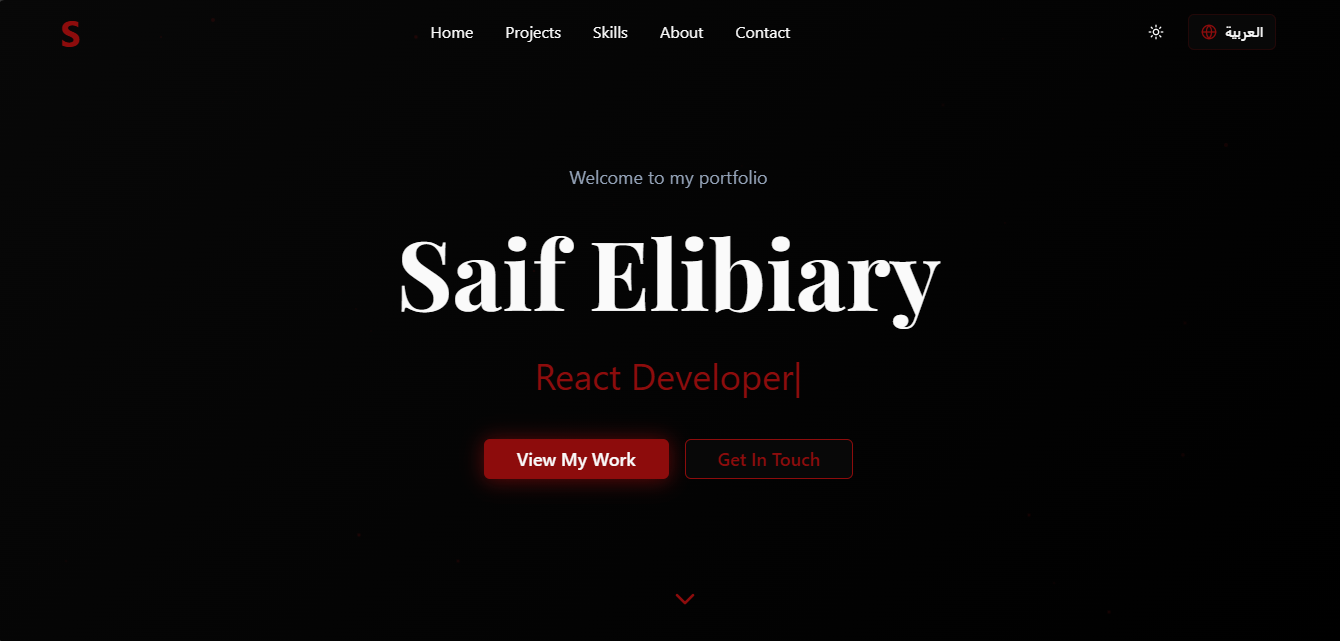 S
Home Projects Skills About Contact
العربية
Welcome to my portfolio
Saif Elibiary
React Developer|
View My Work
Get In Touch